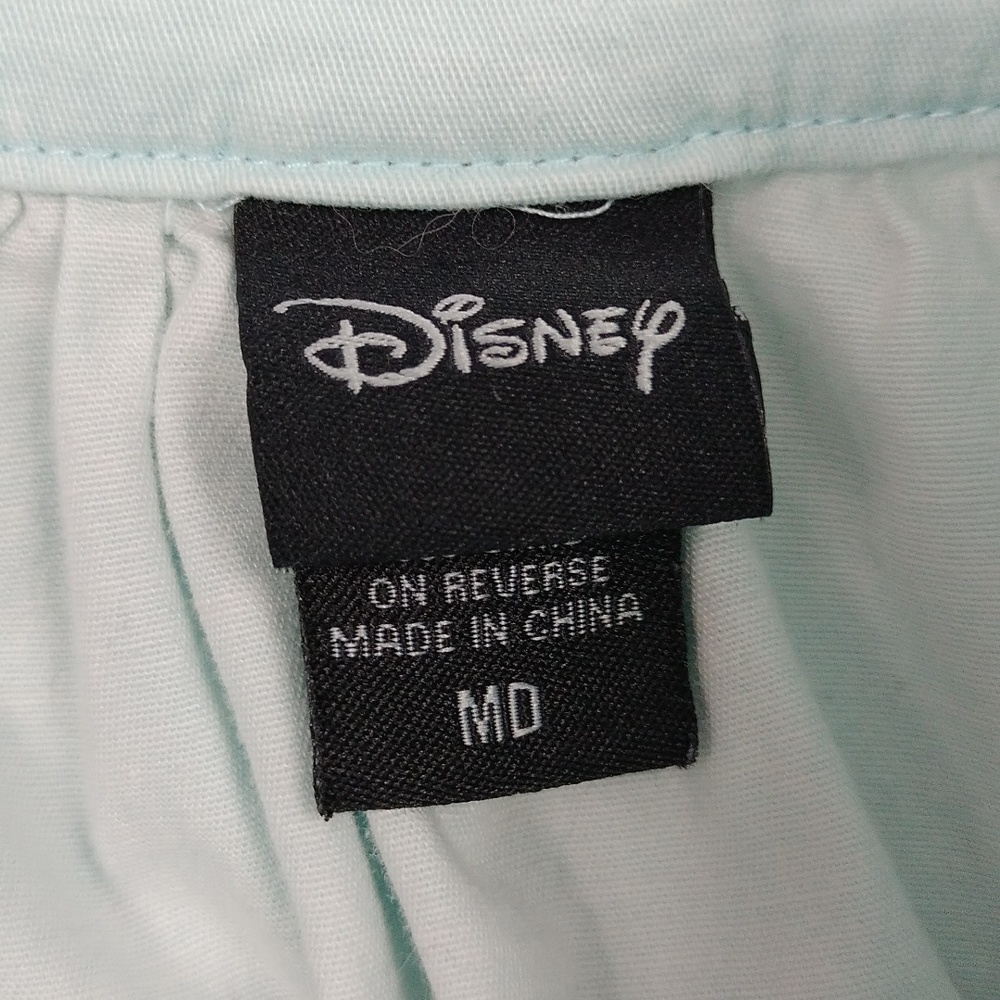 Disney
ON REVERSE
MADE IN CHINA
MD